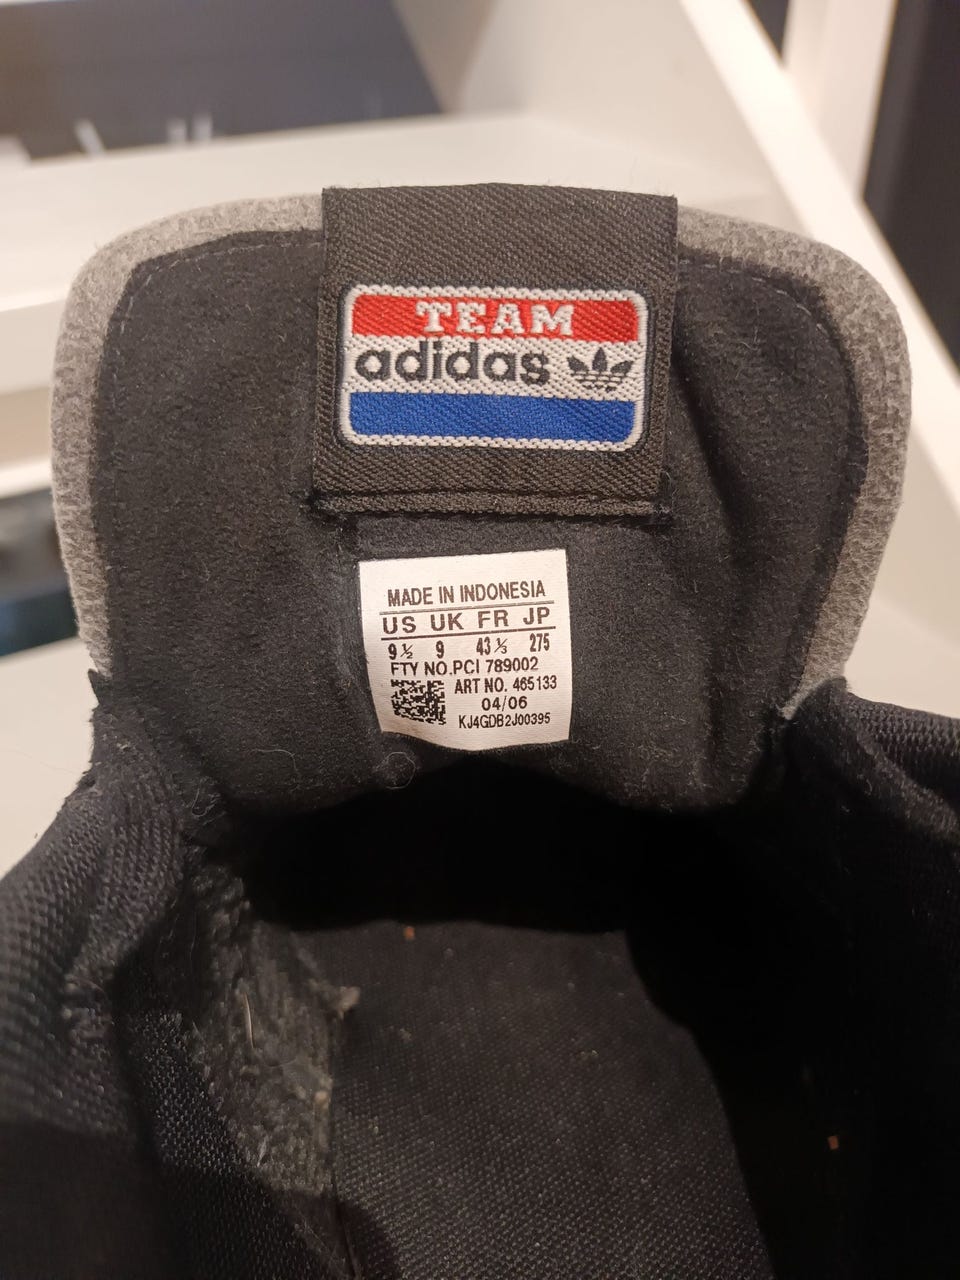 TEAM
adidas
MADE IN INDONESIA
US UK FR JP
9½ 9 43⅓ 275
FTY NO.PCI 789002
ART NO. 465133
04/06
KJ4GDB2J00395